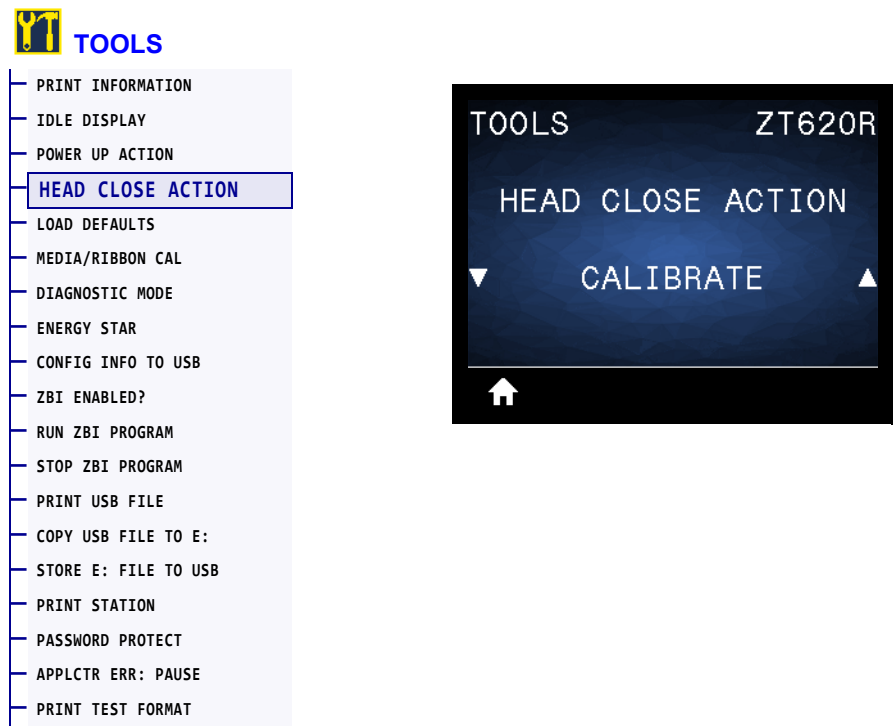 TOOLS
PRINT INFORMATION
IDLE DISPLAY
POWER UP ACTION
HEAD CLOSE ACTION
LOAD DEFAULTS
MEDIA/RIBBON CAL
DIAGNOSTIC MODE
ENERGY STAR
CONFIG INFO TO USB
ZBI ENABLED?
RUN ZBI PROGRAM
STOP ZBI PROGRAM
PRINT USB FILE
COPY USB FILE TO E:
STORE E: FILE TO USB
PRINT STATION
PASSWORD PROTECT
APPLCTR ERR: PAUSE
PRINT TEST FORMAT
TOOLS ZT620R
HEAD CLOSE ACTION
CALIBRATE